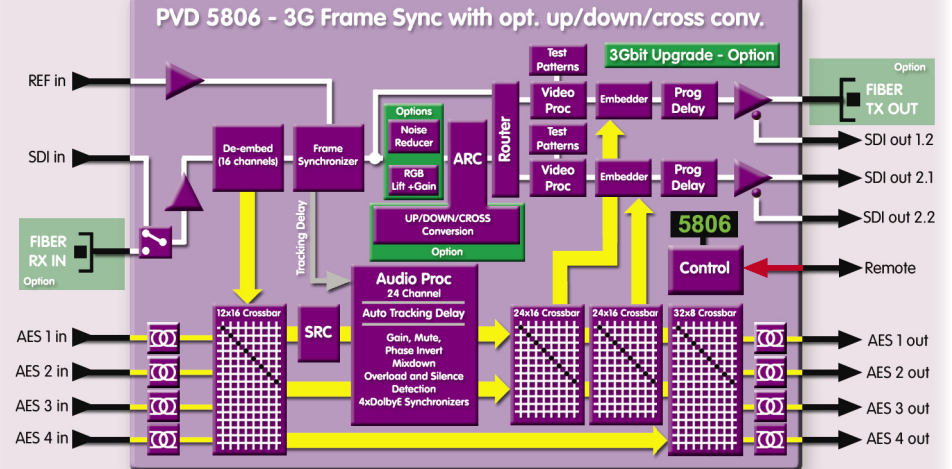 PVD 5806 - 3G Frame Sync with opt. up/down/cross conv.
3Gbit Upgrade - Option
REF in
SDI in
FIBER
RX IN
Option
De-embed
(16 channels)
Frame
Synchronizer
Tracking Delay
Options
Noise
Reducer
RGB
Lift +Gain
ARC
UP/DOWN/CROSS
Conversion
Option
Router
Test
Patterns
Video
Proc
Embedder
Prog
Delay
Test
Patterns
Video
Proc
Embedder
Prog
Delay
Option
FIBER
TX OUT
SDI out 1.2
SDI out 2.1
SDI out 2.2
5806
Control
Remote
12x16 Crossbar
SRC
Audio Proc
24 Channel
Auto Tracking Delay
Gain, Mute,
Phase Invert
Mixdown
Overload and Silence
Detection
4xDolbyE Synchronizers
24x16 Crossbar
24x16 Crossbar
32x8 Crossbar
AES 1 in
AES 2 in
AES 3 in
AES 4 in
AES 1 out
AES 2 out
AES 3 out
AES 4 out